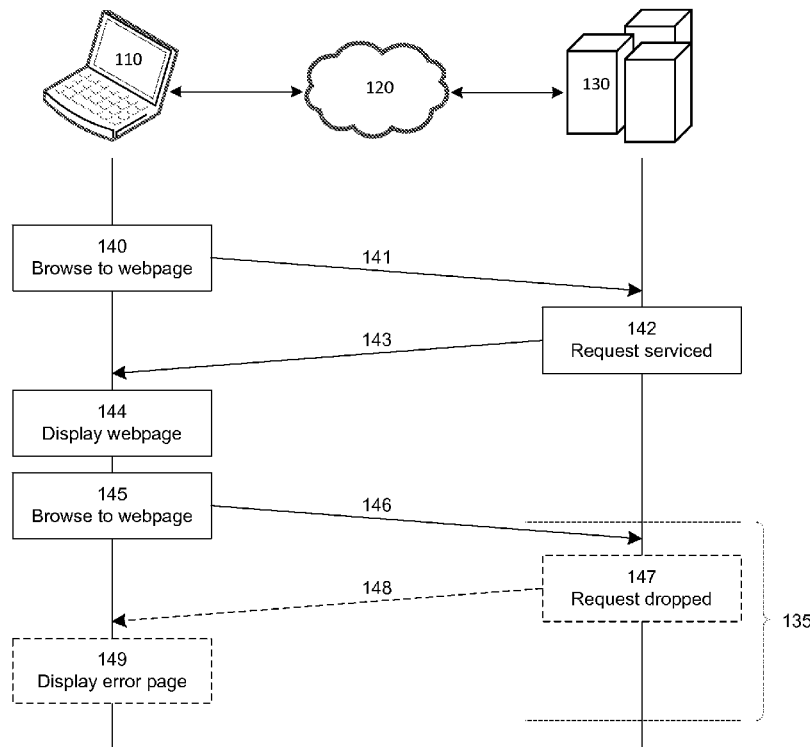 110
120
130
140
Browse to webpage
141
142
Request serviced
143
144
Display webpage
145
Browse to webpage
146
147
Request dropped
148
135
149
Display error page